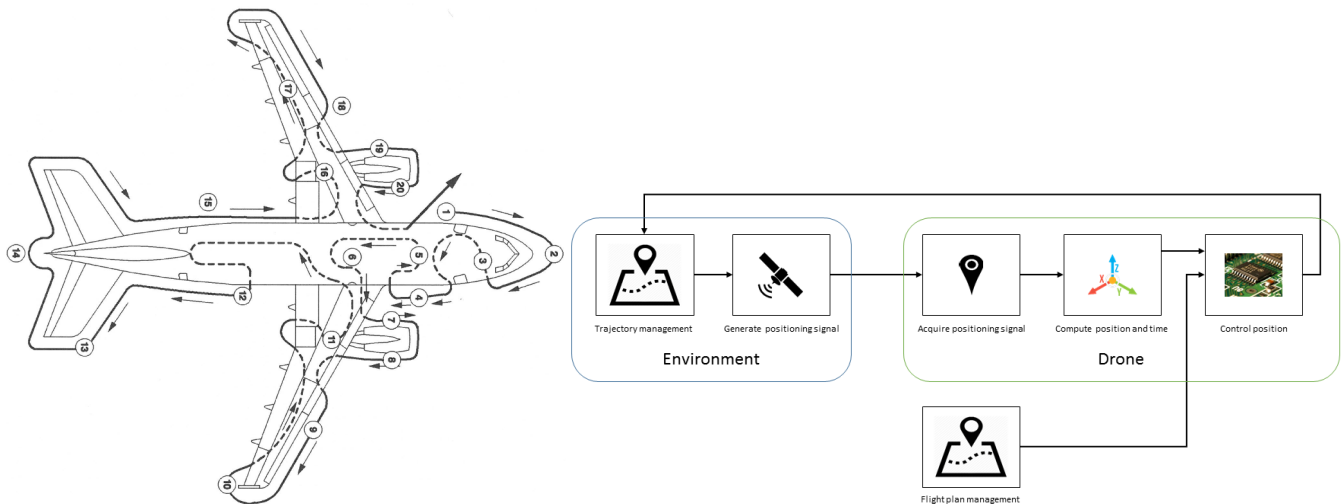 1
2
3
4
5
6
7
8
9
10
11
12
13
14
15
16
17
18
19
20
Trajectory management
Generate positioning signal
Environment
Acquire positioning signal
X
Z
Y
Compute position and time
Control position
Drone
Flight plan management